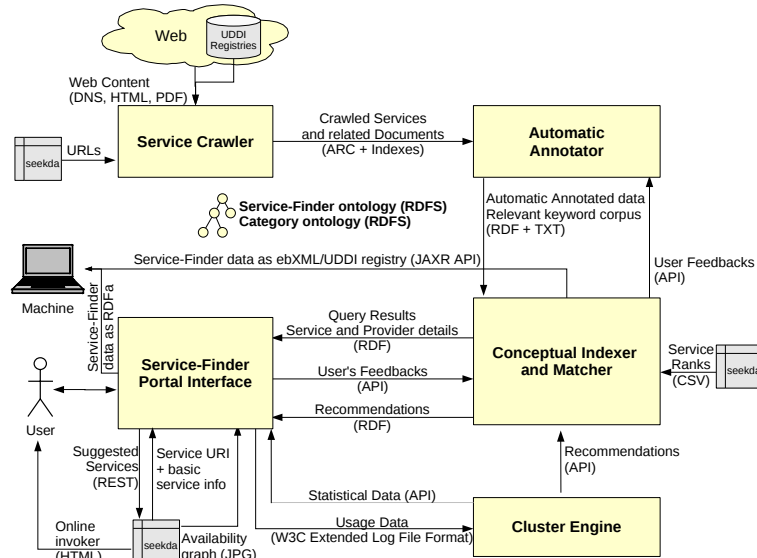 Web
UDDI
Registries
Web Content
(DNS, HTML, PDF)
Service Crawler
Crawled Services
and related Documents
(ARC + Indexes)
Automatic
Annotator
seekda
URLs
Service-Finder ontology (RDFS)
Category ontology (RDFS)
Automatic Annotated data
Relevant keyword corpus
(RDF + TXT)
User Feedbacks
(API)
Service-Finder data as ebXML/UDDI registry (JAXR API)
Machine
Service-Finder
data as RDFa
Service-Finder
Portal Interface
Query Results
Service and Provider details
(RDF)
User's Feedbacks
(API)
Recommendations
(RDF)
Conceptual Indexer
and Matcher
Service
Ranks
(CSV)
seekda
User
Suggested
Services
(REST)
Service URI
+ basic
service info
Recommendations
(API)
Statistical Data (API)
Usage Data
(W3C Extended Log File Format)
Cluster Engine
Online
invoker
(HTML)
seekda
Availability
graph (JPG)